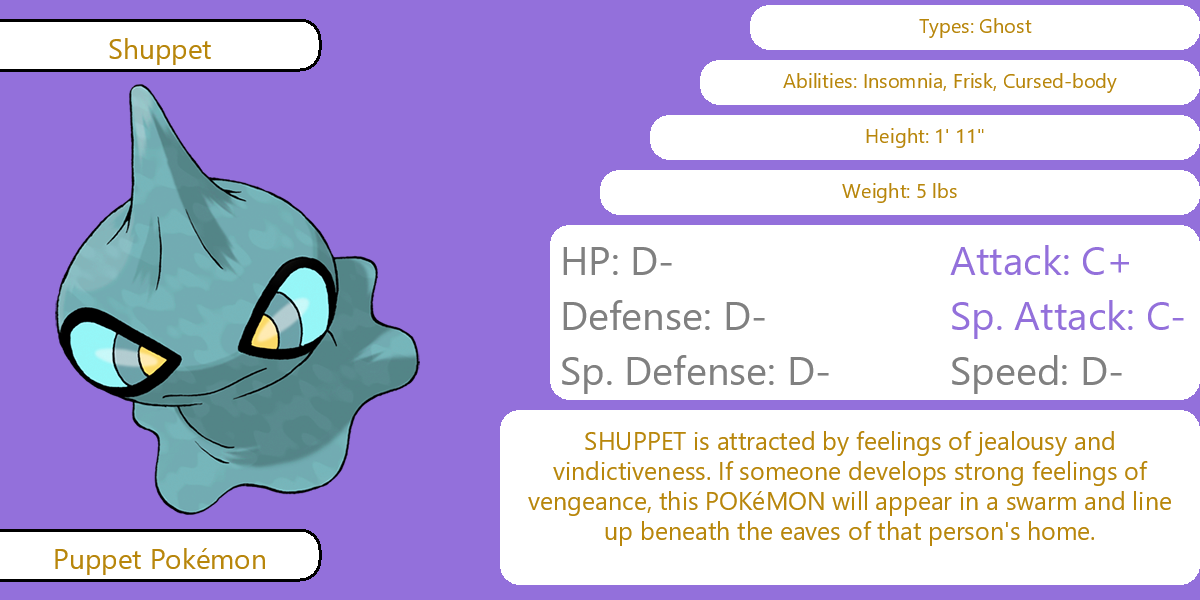 Shuppet
Types: Ghost
Abilities: Insomnia, Frisk, Cursed-body
Height: 1' 11"
Weight: 5 lbs
HP: D-
Attack: C+
Defense: D-
Sp. Attack: C-
Sp. Defense: D-
Speed: D-
SHUPPET is attracted by feelings of jealousy and
vindictiveness. If someone develops strong feelings of
vengeance, this POKéMON will appear in a swarm and line
up beneath the eaves of that person's home.
Puppet Pokémon